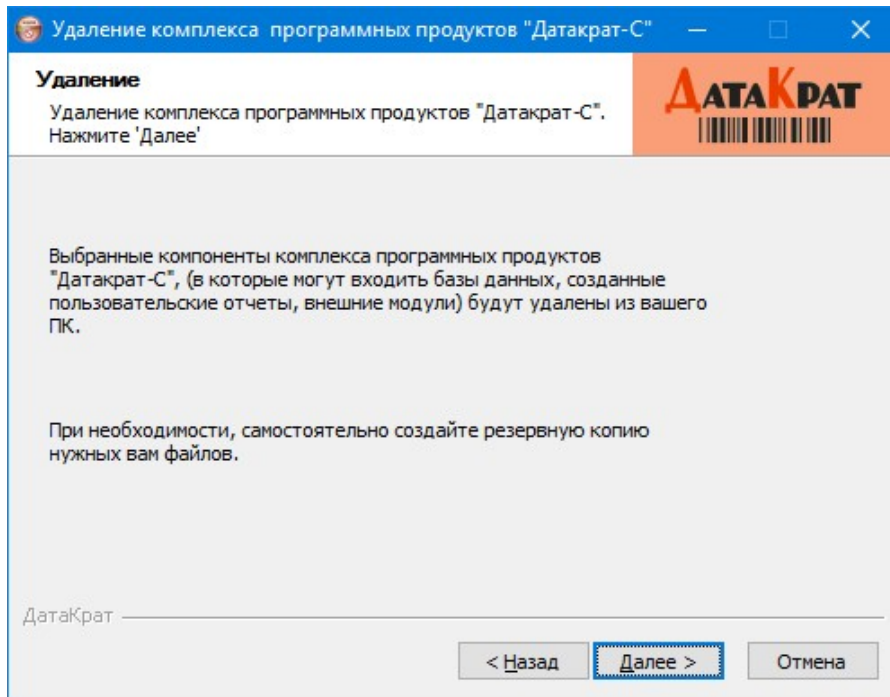 Удаление комплекса  программных продуктов "Датакрат-С"
Удаление
Удаление комплекса программных продуктов "Датакрат-С".
Нажмите 'Далее'
ДАТАКРАТ
Выбранные компоненты комплекса программных продуктов
"Датакрат-С", (в которые могут входить базы данных, созданные
пользовательские отчеты, внешние модули) будут удалены из вашего
ПК.
При необходимости, самостоятельно создайте резервную копию
нужных вам файлов.
ДатаКрат
< Назад
Далее >
Отмена